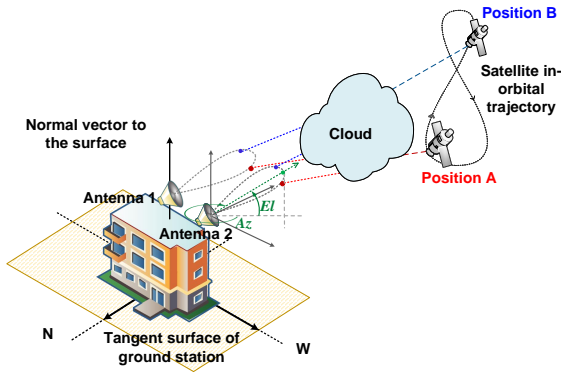 Position B
Satellite in-
orbital
trajectory
Cloud
Normal vector to
the surface
Position A
Antenna 1
El
Az
Antenna 2
N
Tangent surface of
ground station
W